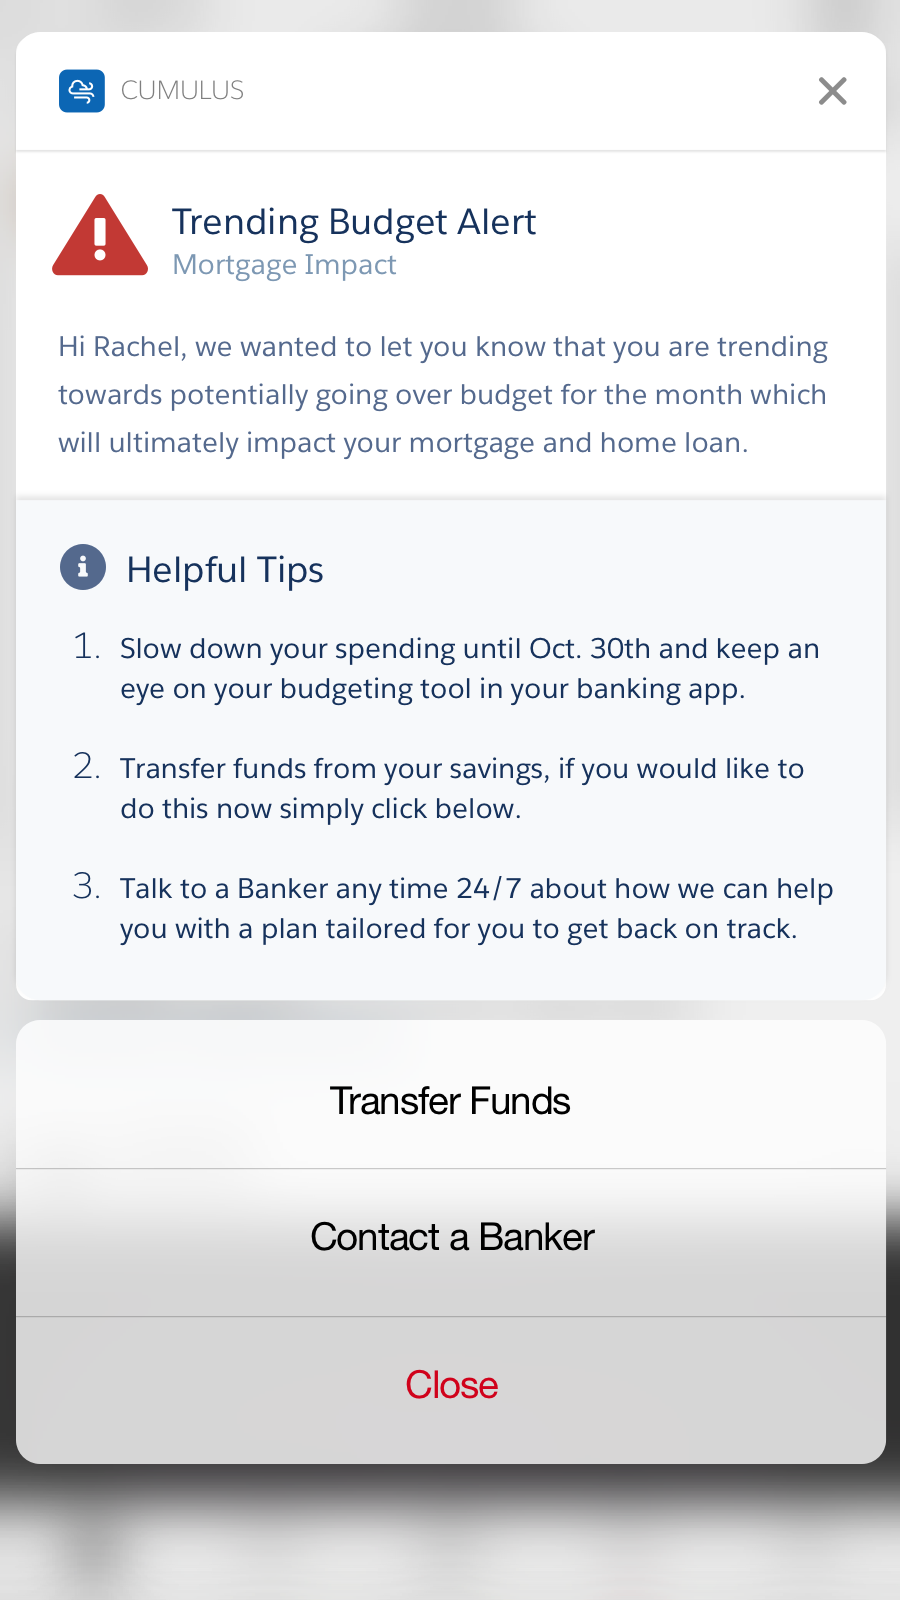 CUMULUS
Trending Budget Alert
Mortgage Impact
Hi Rachel, we wanted to let you know that you are trending
towards potentially going over budget for the month which
will ultimately impact your mortgage and home loan.
Helpful Tips
1. Slow down your spending until Oct. 30th and keep an
eye on your budgeting tool in your banking app.
2. Transfer funds from your savings, if you would like to
do this now simply click below.
3. Talk to a Banker any time 24/7 about how we can help
you with a plan tailored for you to get back on track.
Transfer Funds
Contact a Banker
Close